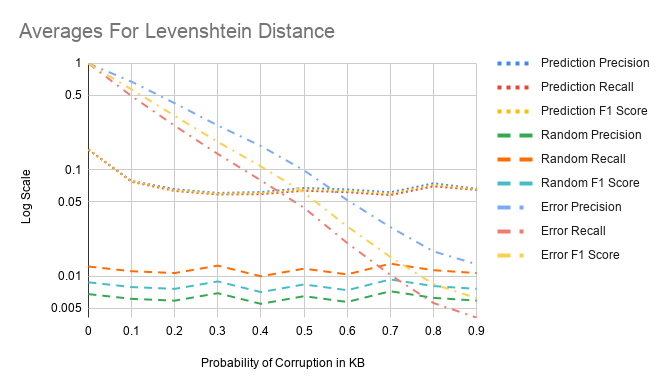 Averages For Levenshtein Distance
Log Scale
1
0.5
0.1
0.05
0.01
0.005
0 0.1 0.2 0.3 0.4 0.5 0.6 0.7 0.8 0.9
Probability of Corruption in KB
Prediction Precision
Prediction Recall
Prediction F1 Score
Random Precision
Random Recall
Random F1 Score
Error Precision
Error Recall
Error F1 Score